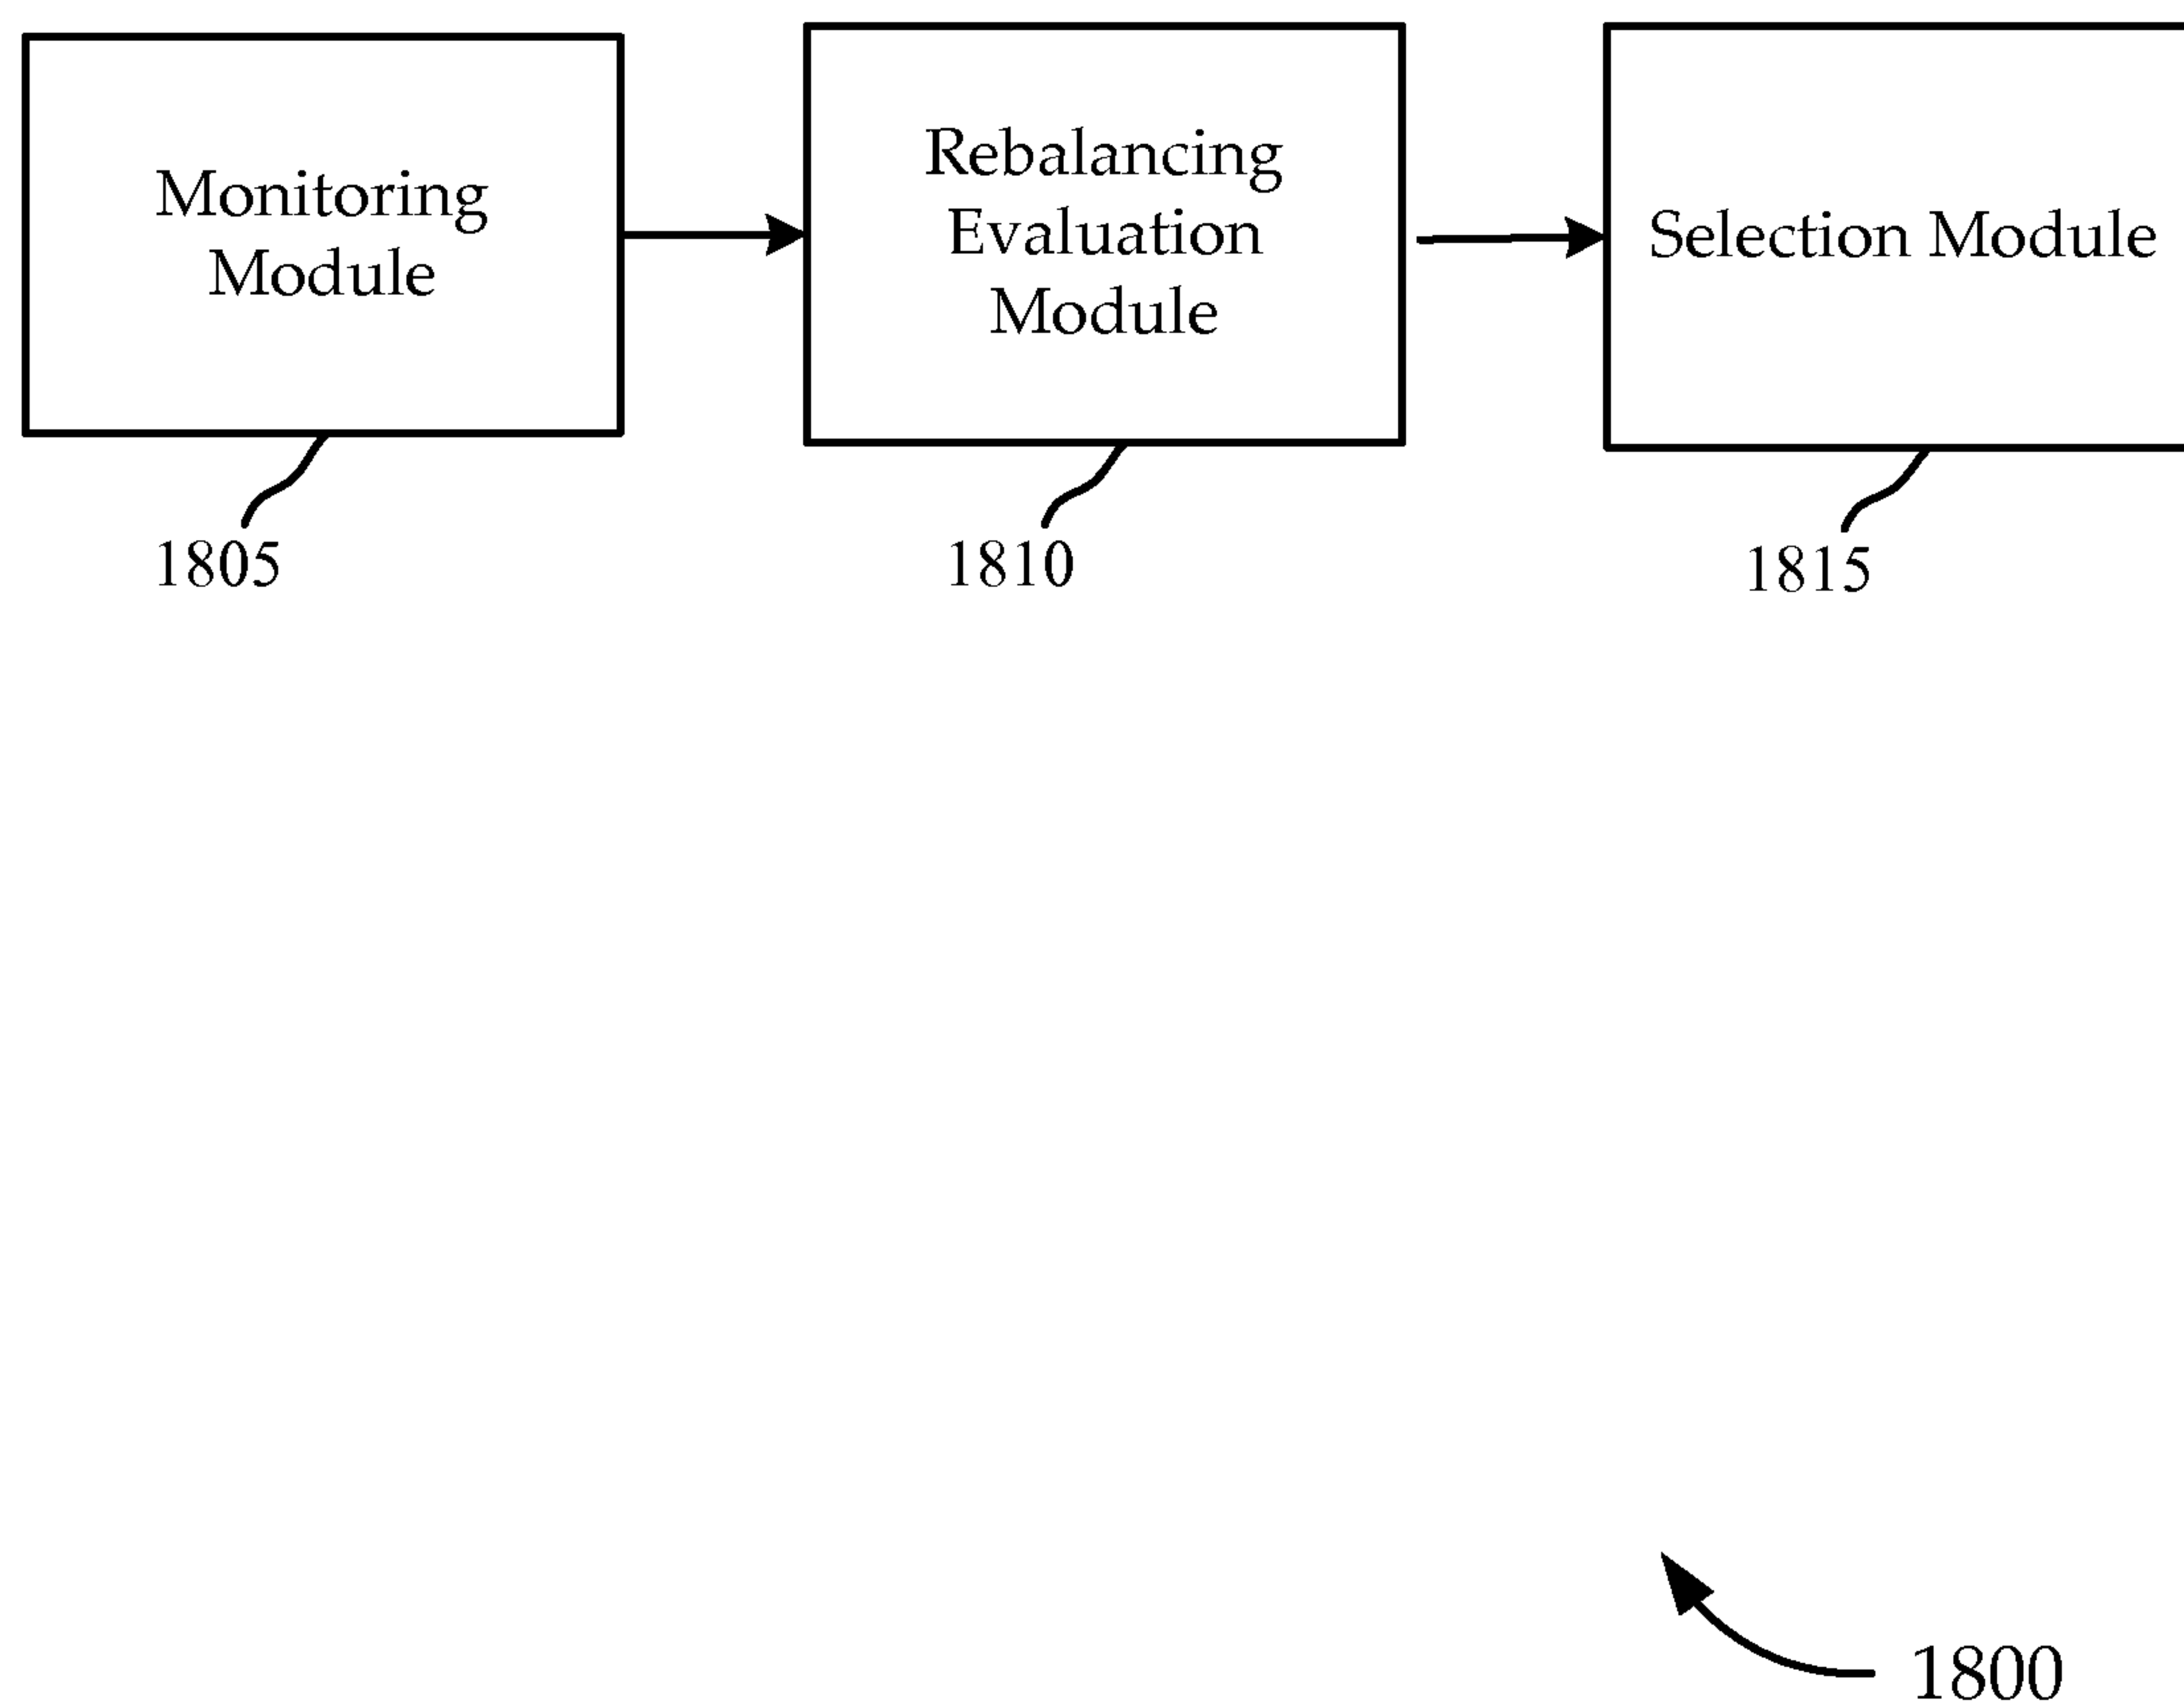 Monitoring
Module
Rebalancing
Evaluation
Module
Selection Module
1805
1810
1815
1800